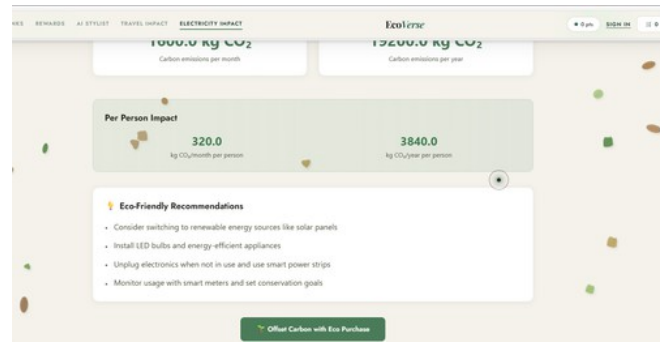 REWARDS AI STYLIST TRAVEL IMPACT ELECTRICITY IMPACT EcoVerse 0 pts SIGN IN
1600.0 kg CO₂ 19200.0 kg CO₂
Carbon emissions per month Carbon emissions per year
Per Person Impact
320.0 3840.0
kg CO₂/month per person kg CO₂/year per person
Eco-Friendly Recommendations
• Consider switching to renewable energy sources like solar panels
• Install LED bulbs and energy-efficient appliances
• Unplug electronics when not in use and use smart power strips
• Monitor usage with smart meters and set conservation goals
Offset Carbon with Eco Purchase